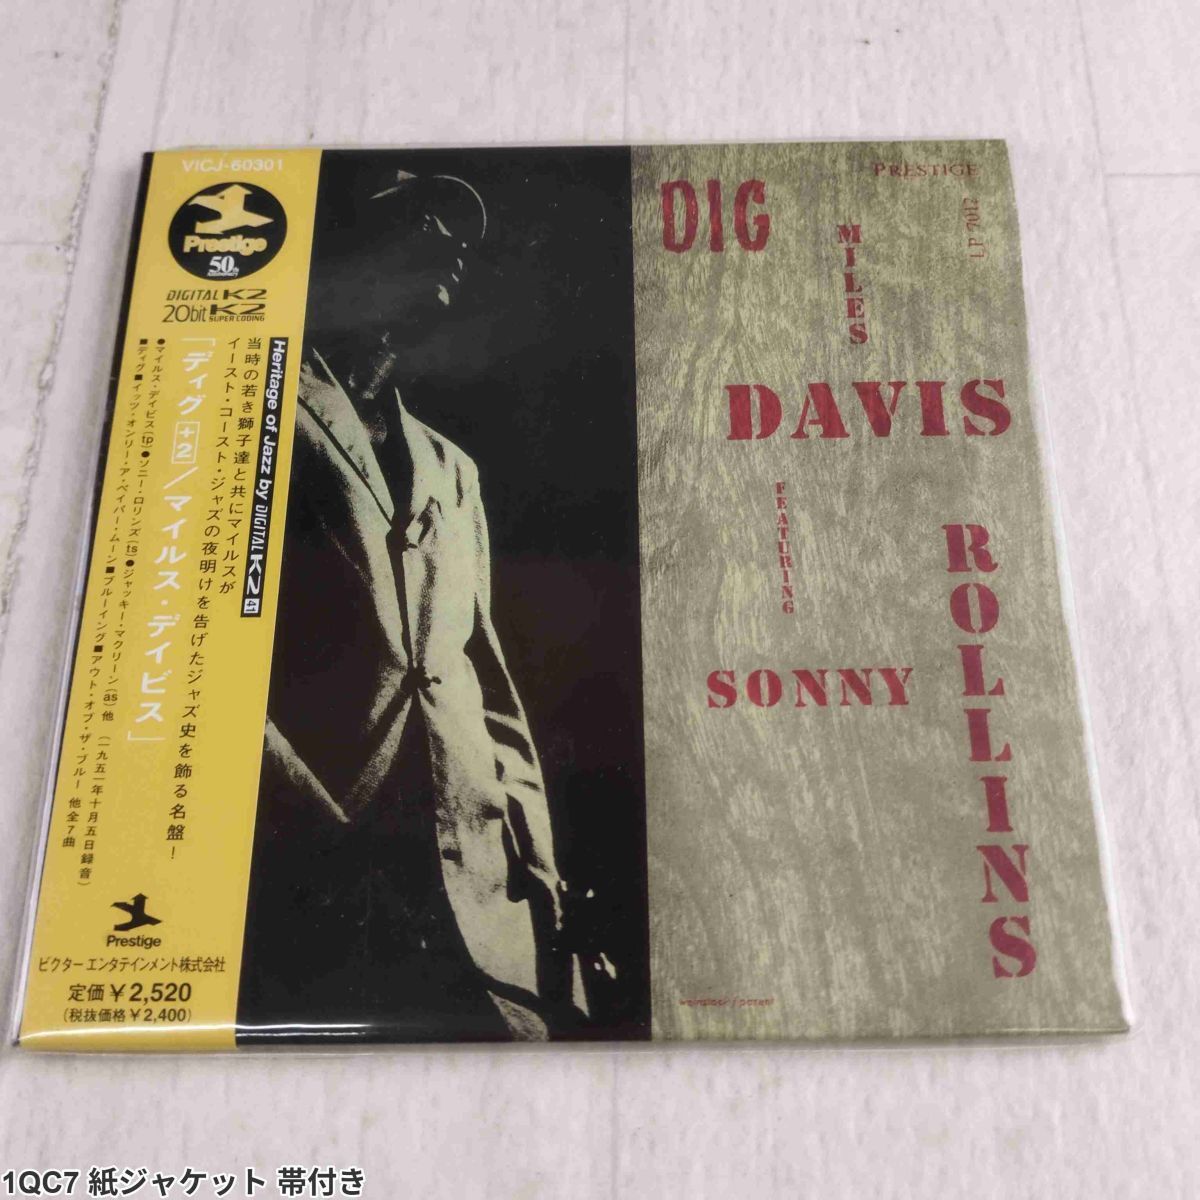 VICJ-60301
Prestige
50th
Anniversary
DIGITAL K2
20bit K2
SUPER CODING
Heritage of Jazz by DIGITAL K2 41
当時の若き獅子達と共にマイルスが
イースト・コースト・ジャズの夜明けを告げたジャズ史を飾る名盤!
「ディグ+2/マイルス・デイビス」
●マイルス・デイビス(tp)●ソニー・ロリンズ(ts)●ジャッキー・マクリーン(as)他 (一九五一年十月五日録音)
■ディグ■イッツ・オンリー・ア・ペイパー・ムーン■ブルーイング■アウト・オブ・ザ・ブルー 他全7曲
Prestige
ビクターエンタテインメント株式会社
定価￥2,520
(税抜価格￥2,400)
PRESTIGE
LP 7012
DIG
MILES
DAVIS
FEATURING
SONNY
ROLLINS
weinstock / parent
1QC7 紙ジャケット 帯付き